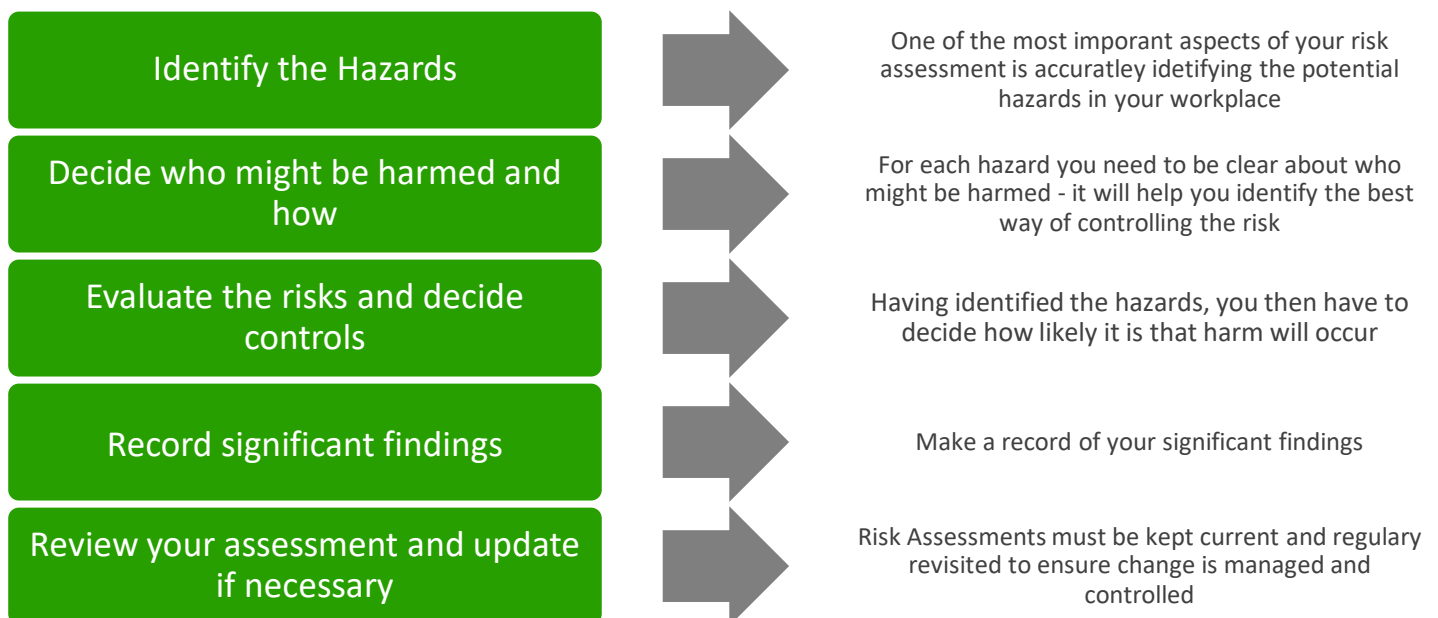 Identify the Hazards
One of the most imporant aspects of your risk
assessment is accuratley idetifying the potential
hazards in your workplace
Decide who might be harmed and
how
For each hazard you need to be clear about who
might be harmed - it will help you identify the best
way of controlling the risk
Evaluate the risks and decide
controls
Having identified the hazards, you then have to
decide how likely it is that harm will occur
Record significant findings
Make a record of your significant findings
Review your assessment and update
if necessary
Risk Assessments must be kept current and regulary
revisited to ensure change is managed and
controlled